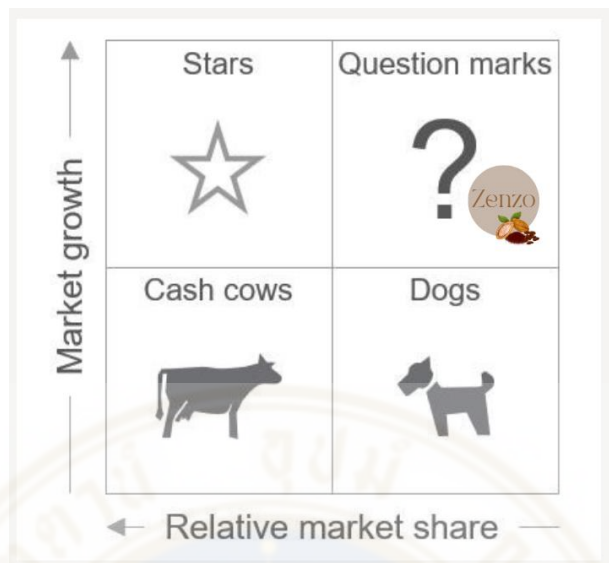 Stars
Question marks
?
Zenzo
Market growth
Cash cows
Dogs
Relative market share